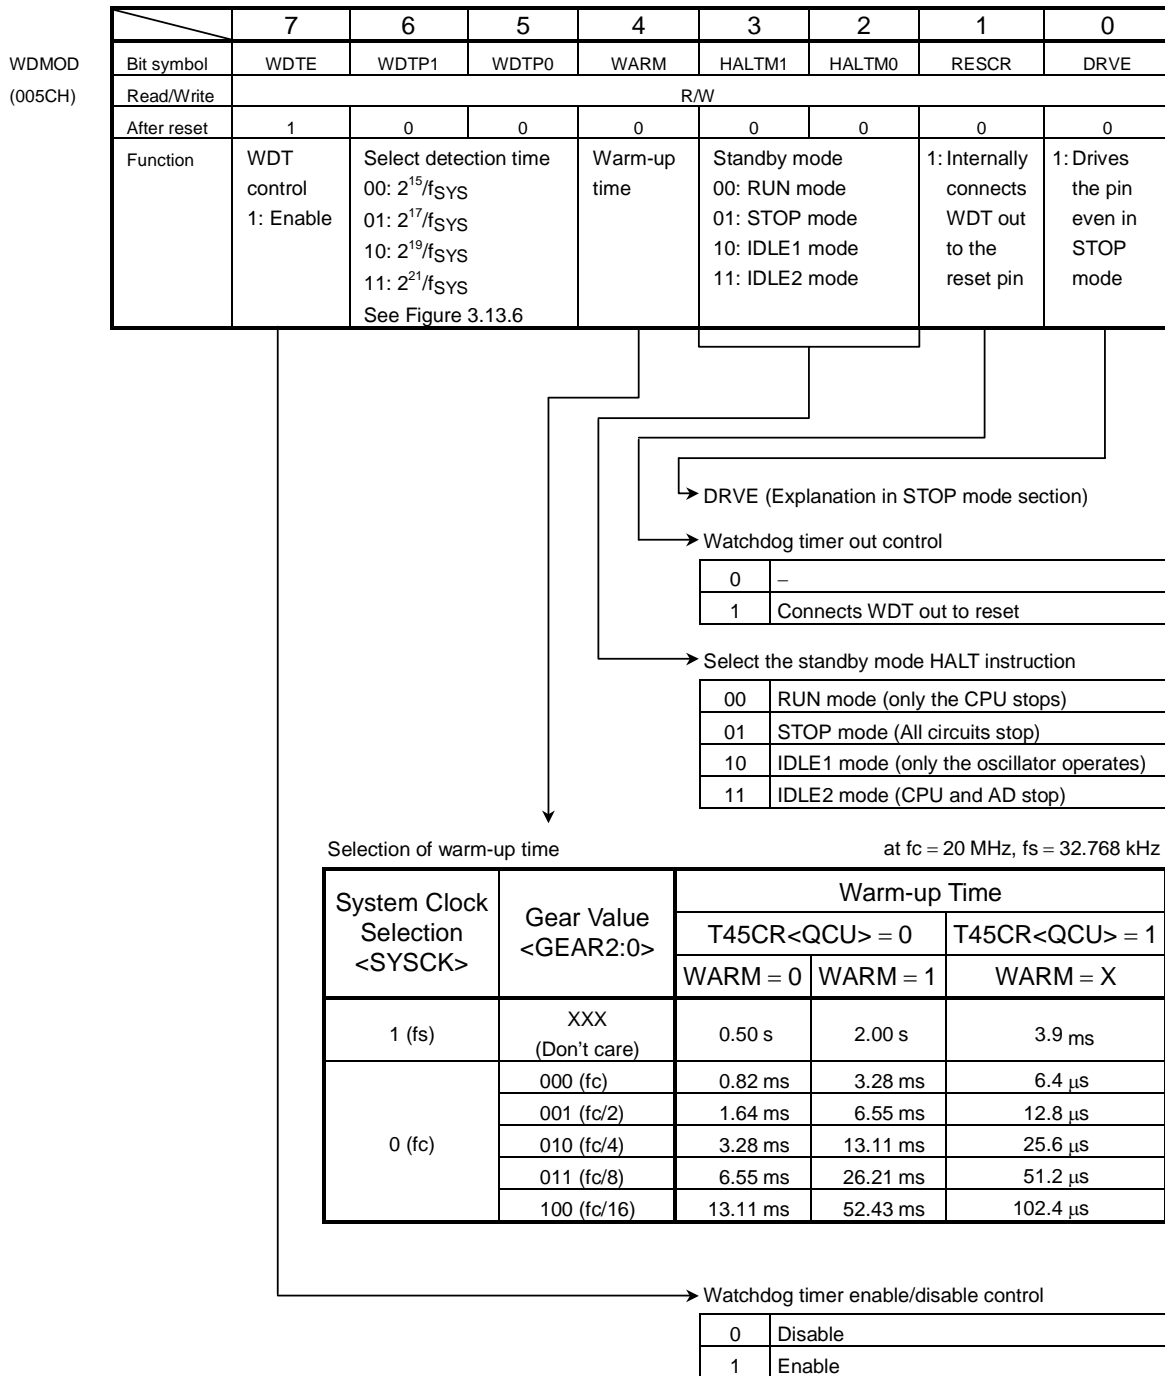 7 6 5 4 3 2 1 0
WDMOD Bit symbol WDTE WDTP1 WDTP0 WARM HALTM1 HALTM0 RESCR DRVE
(005CH) Read/Write R/W
After reset 1 0 0 0 0 0 0 0
Function WDT Select detection time Warm-up Standby mode 1: Internally 1: Drives
control 00: 2¹⁵/fSYS time 00: RUN mode connects the pin
1: Enable 01: 2¹⁷/fSYS 01: STOP mode WDT out even in
10: 2¹⁹/fSYS 10: IDLE1 mode to the STOP
11: 2²¹/fSYS 11: IDLE2 mode reset pin mode
See Figure 3.13.6
DRVE (Explanation in STOP mode section)
Watchdog timer out control
0 –
1 Connects WDT out to reset
Select the standby mode HALT instruction
00 RUN mode (only the CPU stops)
01 STOP mode (All circuits stop)
10 IDLE1 mode (only the oscillator operates)
11 IDLE2 mode (CPU and AD stop)
Selection of warm-up time at fc = 20 MHz, fs = 32.768 kHz
System Clock Selection <SYSCK> Gear Value <GEAR2:0> Warm-up Time
T45CR<QCU> = 0 T45CR<QCU> = 1
WARM = 0 WARM = 1 WARM = X
1 (fs) XXX (Don't care) 0.50 s 2.00 s 3.9 ms
0 (fc) 000 (fc) 0.82 ms 3.28 ms 6.4 μs
001 (fc/2) 1.64 ms 6.55 ms 12.8 μs
010 (fc/4) 3.28 ms 13.11 ms 25.6 μs
011 (fc/8) 6.55 ms 26.21 ms 51.2 μs
100 (fc/16) 13.11 ms 52.43 ms 102.4 μs
Watchdog timer enable/disable control
0 Disable
1 Enable